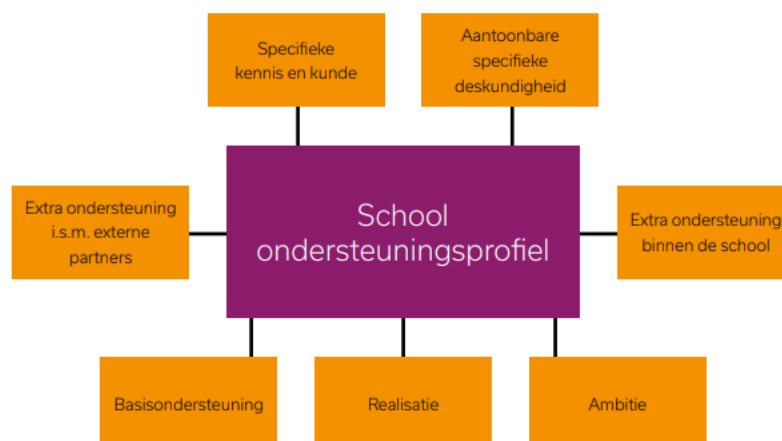 Specifieke
kennis en kunde
Aantoonbare
specifieke
deskundigheid
Extra ondersteuning
i.s.m. externe
partners
School
ondersteuningsprofiel
Extra ondersteuning
binnen de school
Basisondersteuning
Realisatie
Ambitie